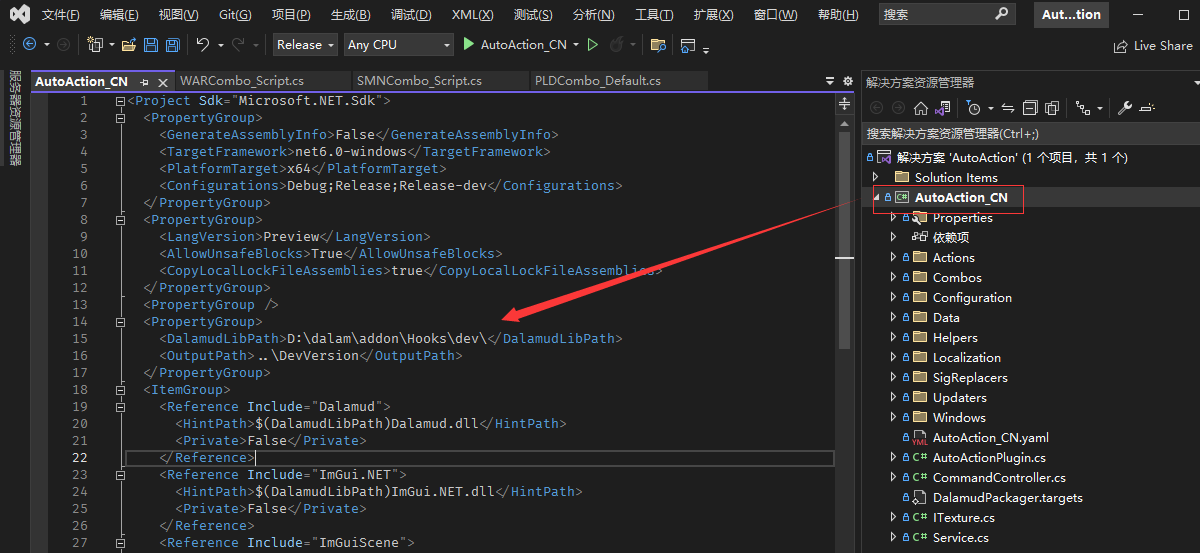 文件(F) 编辑(E) 视图(V) Git(G) 项目(P) 生成(B) 调试(D) XML(X) 测试(S) 分析(N) 工具(T) 扩展(X) 窗口(W) 帮助(H) 搜索 Aut...tion
Release Any CPU AutoAction_CN Live Share
服务器资源管理器
AutoAction_CN WARCombo_Script.cs SMNCombo_Script.cs PLDCombo_Default.cs
1 <Project Sdk="Microsoft.NET.Sdk">
2 <PropertyGroup>
3 <GenerateAssemblyInfo>False</GenerateAssemblyInfo>
4 <TargetFramework>net6.0-windows</TargetFramework>
5 <PlatformTarget>x64</PlatformTarget>
6 <Configurations>Debug;Release;Release-dev</Configurations>
7 </PropertyGroup>
8 <PropertyGroup>
9 <LangVersion>Preview</LangVersion>
10 <AllowUnsafeBlocks>True</AllowUnsafeBlocks>
11 <CopyLocalLockFileAssemblies>true</CopyLocalLockFileAssemblies>
12 </PropertyGroup>
13 <PropertyGroup />
14 <PropertyGroup>
15 <DalamudLibPath>D:\dalam\addon\Hooks\dev\</DalamudLibPath>
16 <OutputPath>..\DevVersion</OutputPath>
17 </PropertyGroup>
18 <ItemGroup>
19 <Reference Include="Dalamud">
20 <HintPath>$(DalamudLibPath)Dalamud.dll</HintPath>
21 <Private>False</Private>
22 </Reference>
23 <Reference Include="ImGui.NET">
24 <HintPath>$(DalamudLibPath)ImGui.NET.dll</HintPath>
25 <Private>False</Private>
26 </Reference>
27 <Reference Include="ImGuiScene">
解决方案资源管理器
搜索解决方案资源管理器(Ctrl+;)
解决方案 'AutoAction' (1 个项目，共 1 个)
Solution Items
C# AutoAction_CN
Properties
依赖项
Actions
Combos
Configuration
Data
Helpers
Localization
SigReplacers
Updaters
Windows
YML AutoAction_CN.yaml
C# AutoActionPlugin.cs
C# CommandController.cs
DalamudPackager.targets
C# ITexture.cs
C# Service.cs